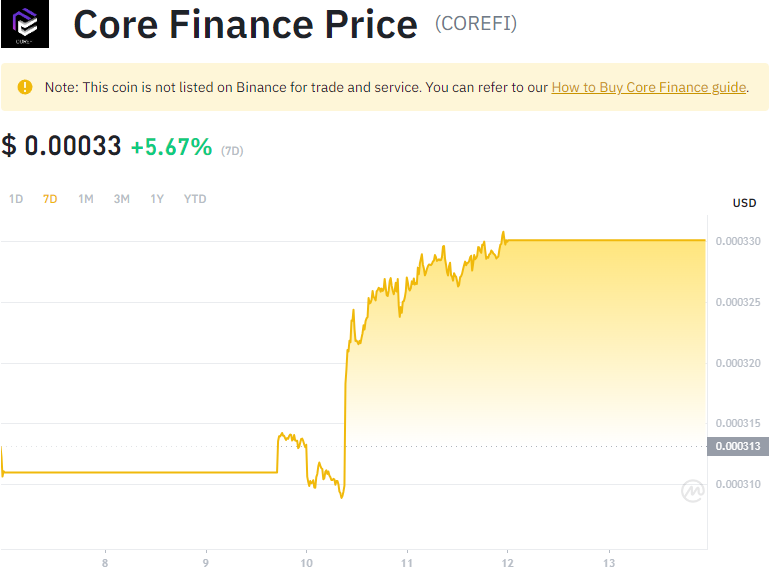 Core Finance Price (COREFI)
COREFI
Note: This coin is not listed on Binance for trade and service. You can refer to our How to Buy Core Finance guide.
$ 0.00033 +5.67% (7D)
1D 7D 1M 3M 1Y YTD
USD
0.000330
0.000325
0.000320
0.000315
0.000313
0.000310
8 9 10 11 12 13